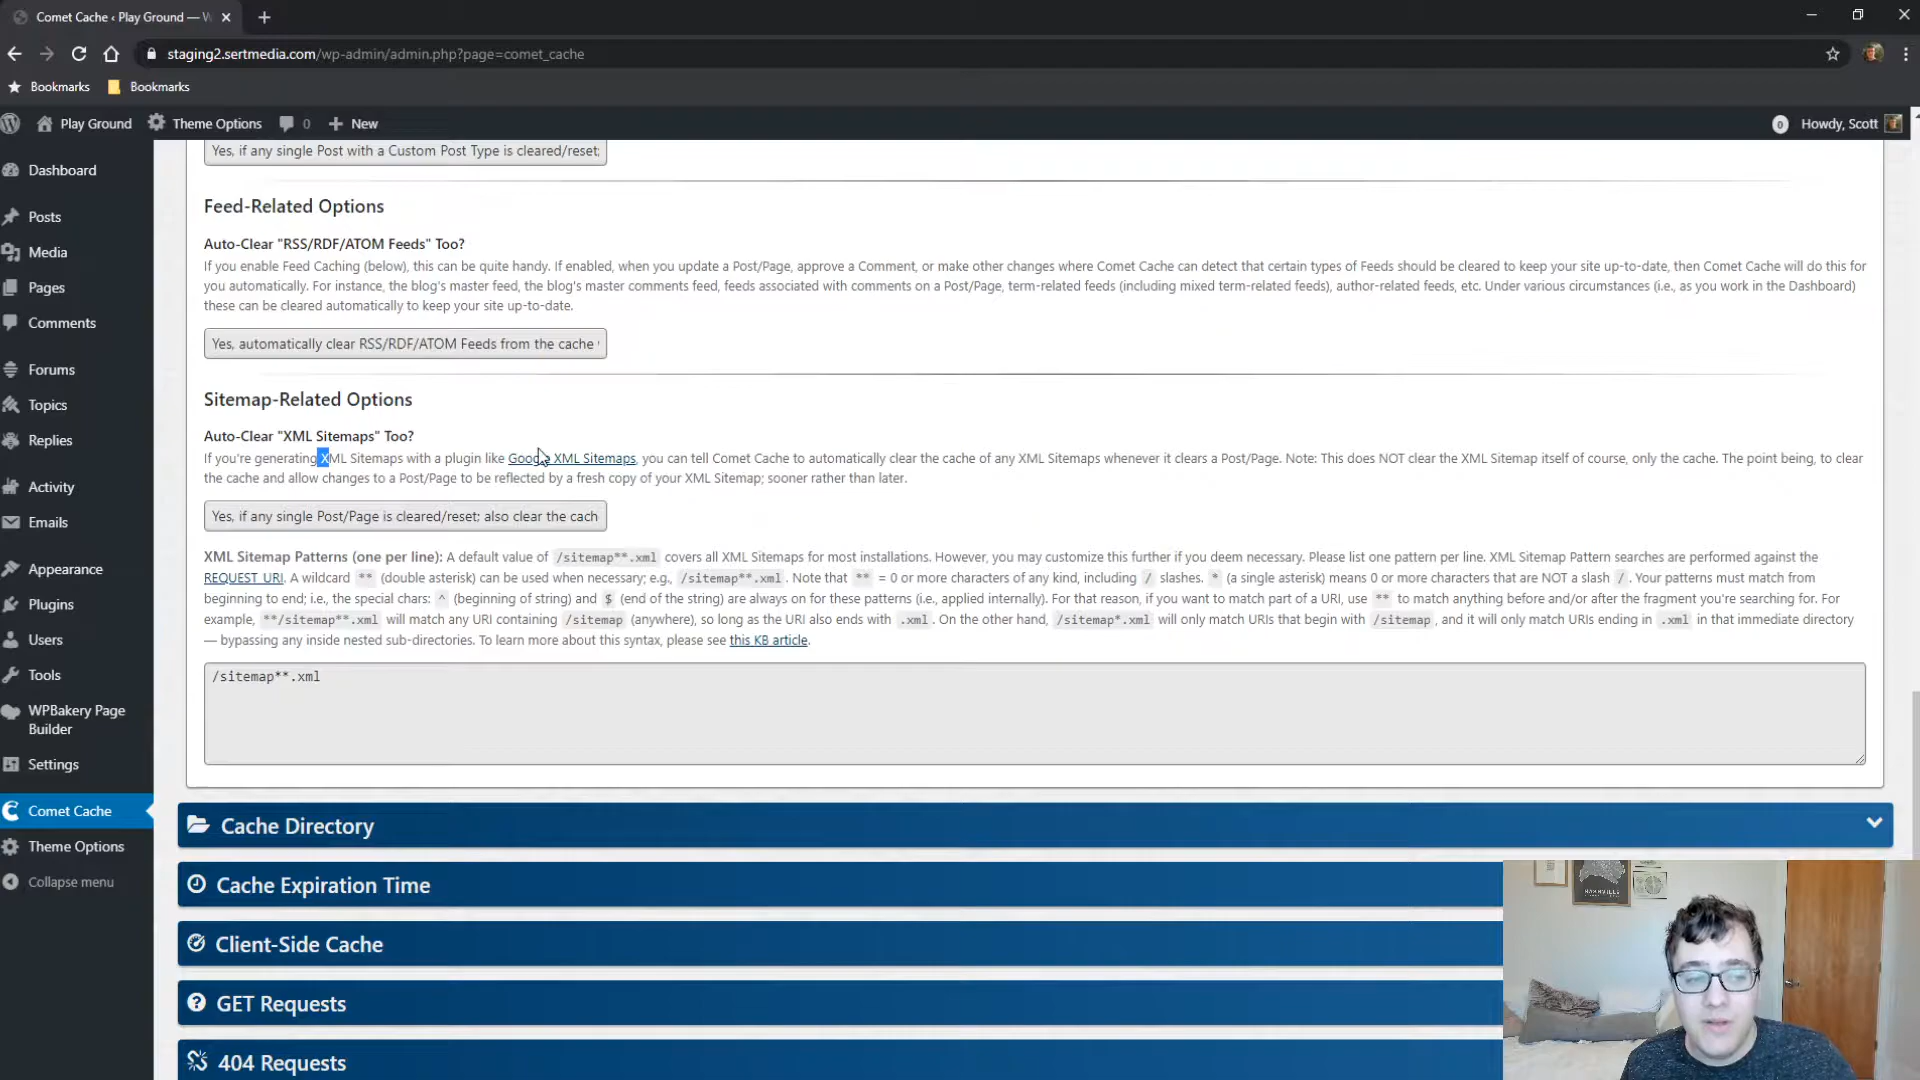 Comet Cache ‹ Play Ground — W
staging2.sertmedia.com/wp-admin/admin.php?page=comet_cache
Bookmarks
Bookmarks
Play Ground
Theme Options
0
New
0
Howdy, Scott
Dashboard
Posts
Media
Pages
Comments
Forums
Topics
Replies
Activity
Emails
Appearance
Plugins
Users
Tools
WPBakery Page
Builder
Settings
Comet Cache
Theme Options
Collapse menu
Yes, if any single Post with a Custom Post Type is cleared/reset;
Feed-Related Options
Auto-Clear "RSS/RDF/ATOM Feeds" Too?
If you enable Feed Caching (below), this can be quite handy. If enabled, when you update a Post/Page, approve a Comment, or make other changes where Comet Cache can detect that certain types of Feeds should be cleared to keep your site up-to-date, then Comet Cache will do this for
you automatically. For instance, the blog's master feed, the blog's master comments feed, feeds associated with comments on a Post/Page, term-related feeds (including mixed term-related feeds), author-related feeds, etc. Under various circumstances (i.e., as you work in the Dashboard)
these can be cleared automatically to keep your site up-to-date.
Yes, automatically clear RSS/RDF/ATOM Feeds from the cache
Sitemap-Related Options
Auto-Clear "XML Sitemaps" Too?
If you're generating XML Sitemaps with a plugin like Google XML Sitemaps, you can tell Comet Cache to automatically clear the cache of any XML Sitemaps whenever it clears a Post/Page. Note: This does NOT clear the XML Sitemap itself of course, only the cache. The point being, to clear
the cache and allow changes to a Post/Page to be reflected by a fresh copy of your XML Sitemap; sooner rather than later.
Yes, if any single Post/Page is cleared/reset; also clear the cach
XML Sitemap Patterns (one per line): A default value of /sitemap**.xml covers all XML Sitemaps for most installations. However, you may customize this further if you deem necessary. Please list one pattern per line. XML Sitemap Pattern searches are performed against the
REQUEST_URI. A wildcard ** (double asterisk) can be used when necessary; e.g., /sitemap**.xml. Note that ** = 0 or more characters of any kind, including / slashes. * (a single asterisk) means 0 or more characters that are NOT a slash /. Your patterns must match from
beginning to end; i.e., the special chars: ^ (beginning of string) and $ (end of the string) are always on for these patterns (i.e., applied internally). For that reason, if you want to match part of a URI, use ** to match anything before and/or after the fragment you're searching for. For
example, **/sitemap**.xml will match any URI containing /sitemap (anywhere), so long as the URI also ends with .xml. On the other hand, /sitemap*.xml will only match URIs that begin with /sitemap, and it will only match URIs ending in .xml in that immediate directory
— bypassing any inside nested sub-directories. To learn more about this syntax, please see this KB article.
/sitemap**.xml
Cache Directory
Cache Expiration Time
Client-Side Cache
GET Requests
404 Requests